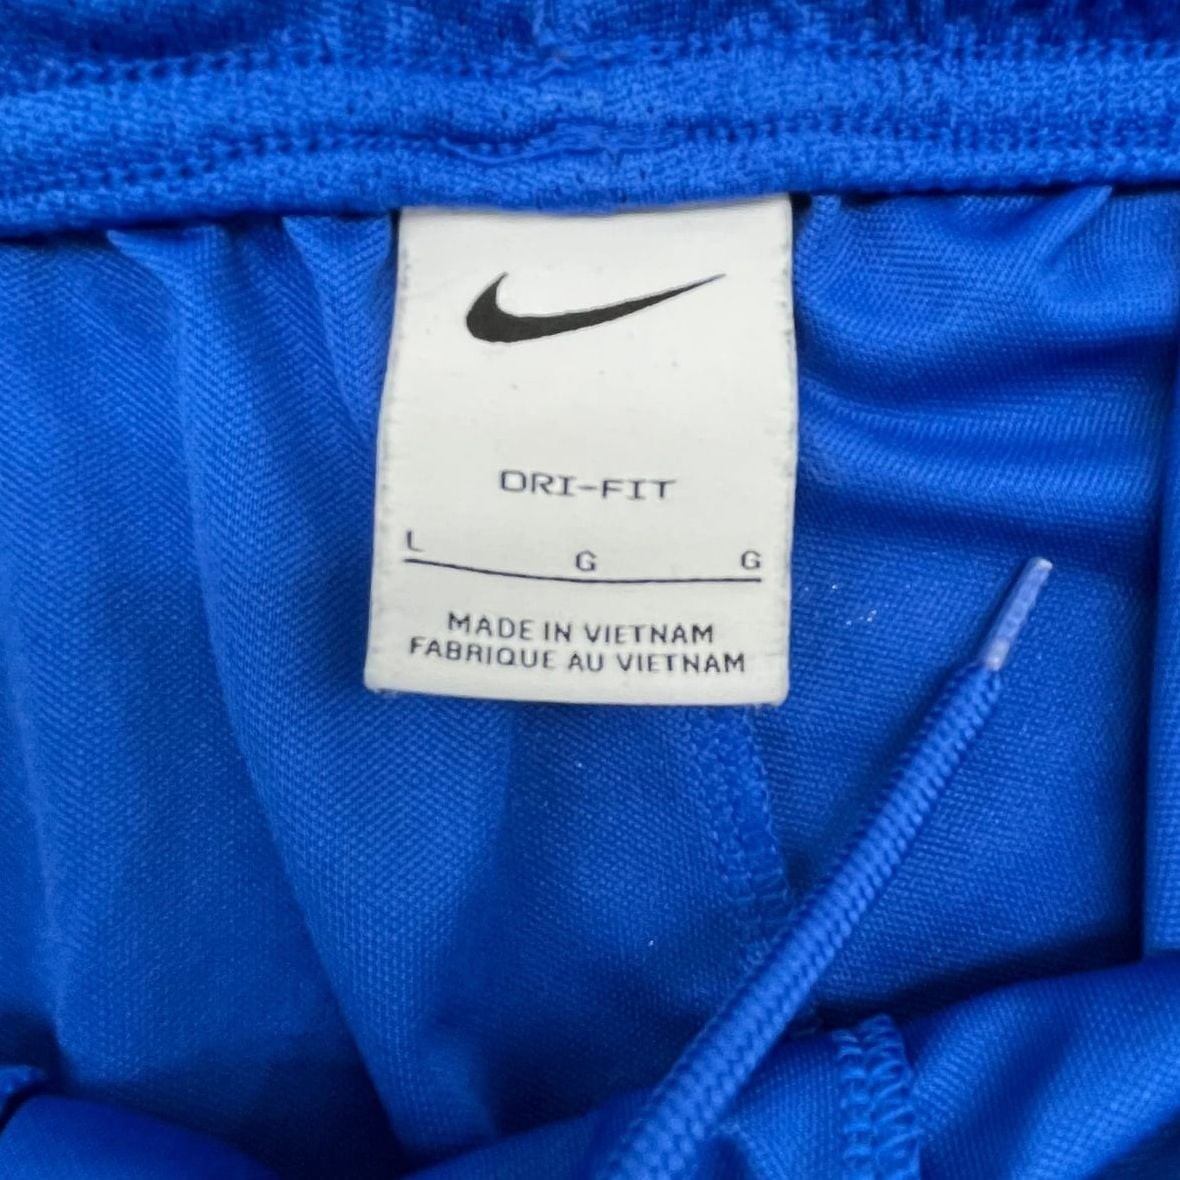 DRI-FIT
L G G
MADE IN VIETNAM
FABRIQUE AU VIETNAM